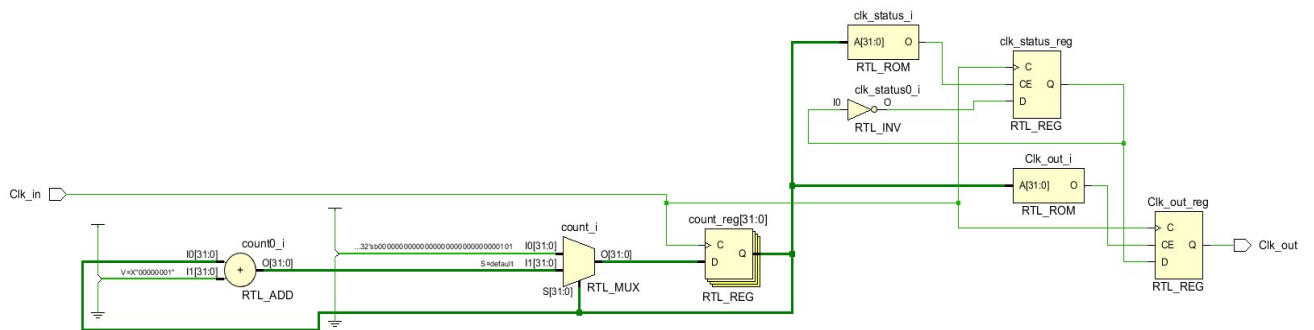 clk_status_i
A[31:0] O
RTL_ROM
clk_status_reg
C
CE Q
D
RTL_REG
clk_status0_i
I0 O
RTL_INV
Clk_in
Clk_out_i
A[31:0] O
RTL_ROM
Clk_out_reg
C
CE Q
D
RTL_REG
Clk_out
count_reg[31:0]
C
D Q
RTL_REG
count_i
I0[31:0]
S=default I1[31:0]
O[31:0]
S[31:0]
RTL_MUX
count0_i
I0[31:0]
V=X"00000001" I1[31:0]
+
O[31:0]
RTL_ADD